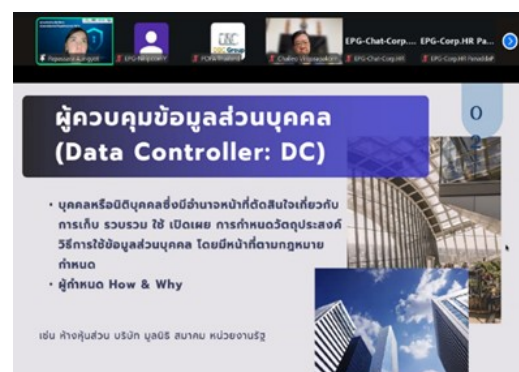 EPG-Chat-Corp....
EPG-Corp.HR Pa...
EPG-Chat-Corp.HR
ผู้ควบคุมข้อมูลส่วนบุคคล
(Data Controller: DC)
02
• บุคคลหรือนิติบุคคลซึ่งมีอำนาจหน้าที่ตัดสินใจเกี่ยวกับ
การเก็บ รวบรวม ใช้ เปิดเผย การกำหนดวัตถุประสงค์
วิธีการใช้ข้อมูลส่วนบุคคล โดยมีหน้าที่ตามกฎหมาย
กำหนด
• ผู้กำหนด How & Why
เช่น ห้างหุ้นส่วน บริษัท มูลนิธิ สมาคม หน่วยงานรัฐ